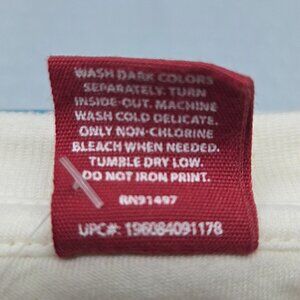 WASH DARK COLORS
SEPARATELY. TURN
INSIDE-OUT. MACHINE
WASH COLD DELICATE.
ONLY NON-CHLORINE
BLEACH WHEN NEEDED.
TUMBLE DRY LOW.
DO NOT IRON PRINT.
RN91497
UPC#: 196084091178